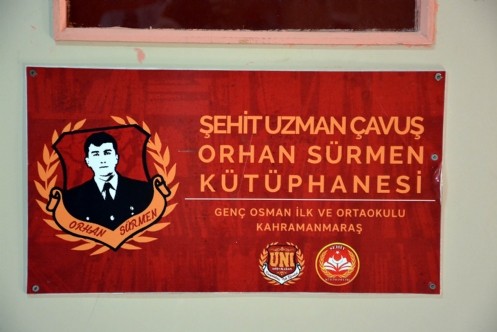 ŞEHİT UZMAN ÇAVUŞ
ORHAN SÜRMEN
KÜTÜPHANESİ
GENÇ OSMAN İLK VE ORTAOKULU
KAHRAMANMARAŞ
ORHAN SÜRMEN
UNI